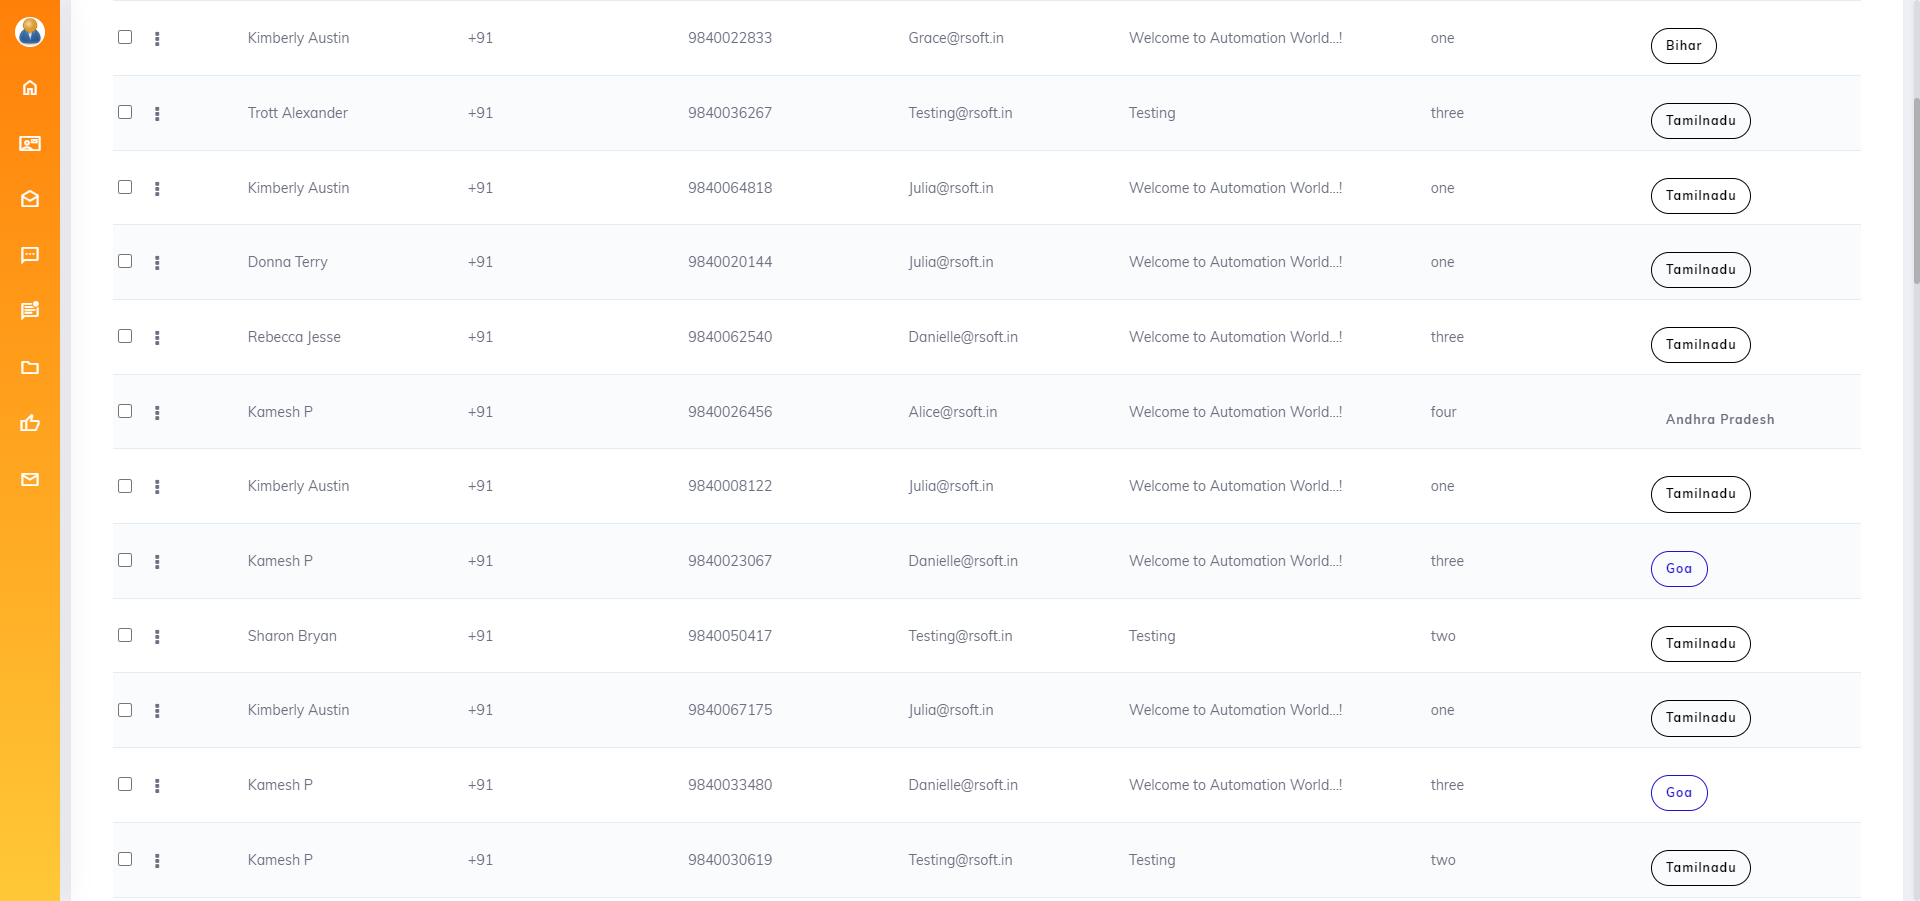 Kimberly Austin +91 9840022833 Grace@rsoft.in Welcome to Automation World...! one Bihar
Trott Alexander +91 9840036267 Testing@rsoft.in Testing three Tamilnadu
Kimberly Austin +91 9840064818 Julia@rsoft.in Welcome to Automation World...! one Tamilnadu
Donna Terry +91 9840020144 Julia@rsoft.in Welcome to Automation World...! one Tamilnadu
Rebecca Jesse +91 9840062540 Danielle@rsoft.in Welcome to Automation World...! three Tamilnadu
Kamesh P +91 9840026456 Alice@rsoft.in Welcome to Automation World...! four Andhra Pradesh
Kimberly Austin +91 9840008122 Julia@rsoft.in Welcome to Automation World...! one Tamilnadu
Kamesh P +91 9840023067 Danielle@rsoft.in Welcome to Automation World...! three Goa
Sharon Bryan +91 9840050417 Testing@rsoft.in Testing two Tamilnadu
Kimberly Austin +91 9840067175 Julia@rsoft.in Welcome to Automation World...! one Tamilnadu
Kamesh P +91 9840033480 Danielle@rsoft.in Welcome to Automation World...! three Goa
Kamesh P +91 9840030619 Testing@rsoft.in Testing two Tamilnadu